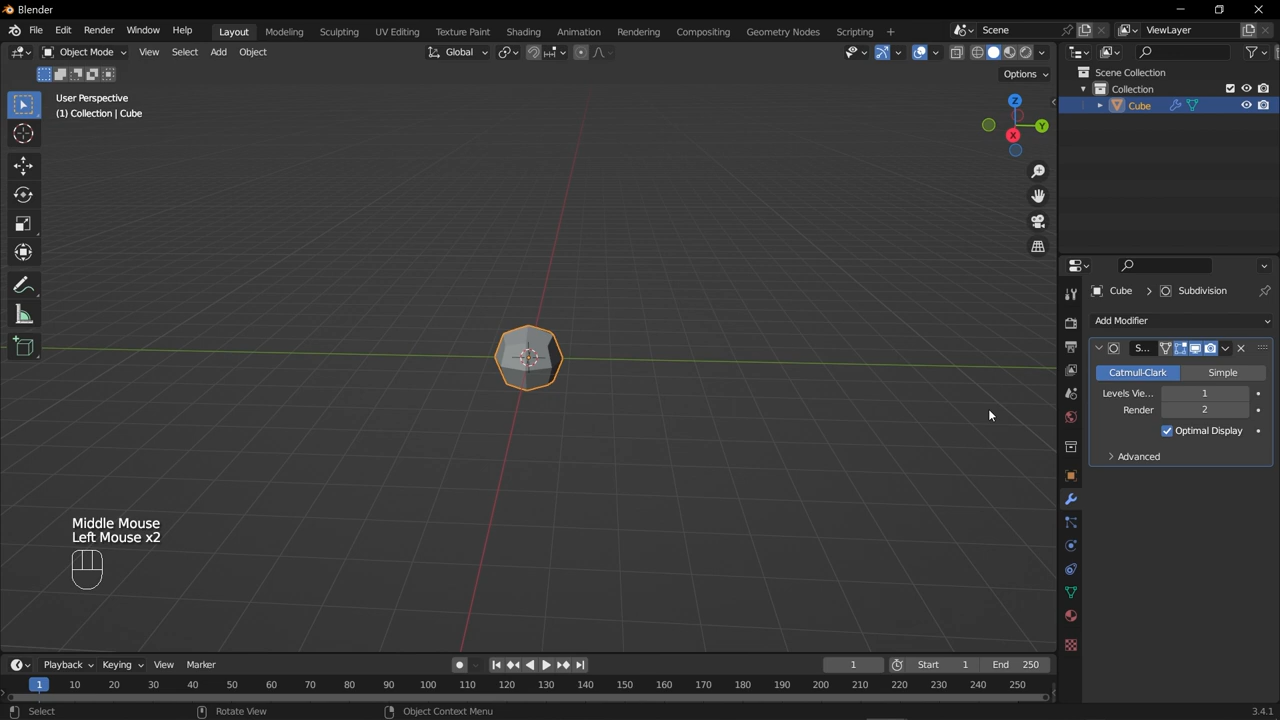 Blender
File Edit Render Window Help Layout Modeling Sculpting UV Editing Texture Paint Shading Animation Rendering Compositing Geometry Nodes Scripting + Scene ViewLayer
Object Mode View Select Add Object Global
Options
User Perspective
(1) Collection | Cube
Z
Y
X
Scene Collection
Collection
Cube
Cube > Subdivision
Add Modifier
S...
Catmull-Clark Simple
Levels Vie... 1
Render 2
Optimal Display
Advanced
Middle Mouse
Left Mouse x2
Playback Keying View Marker 1 Start 1 End 250
1 10 20 30 40 50 60 70 80 90 100 110 120 130 140 150 160 170 180 190 200 210 220 230 240 250
Select Rotate View Object Context Menu 3.4.1